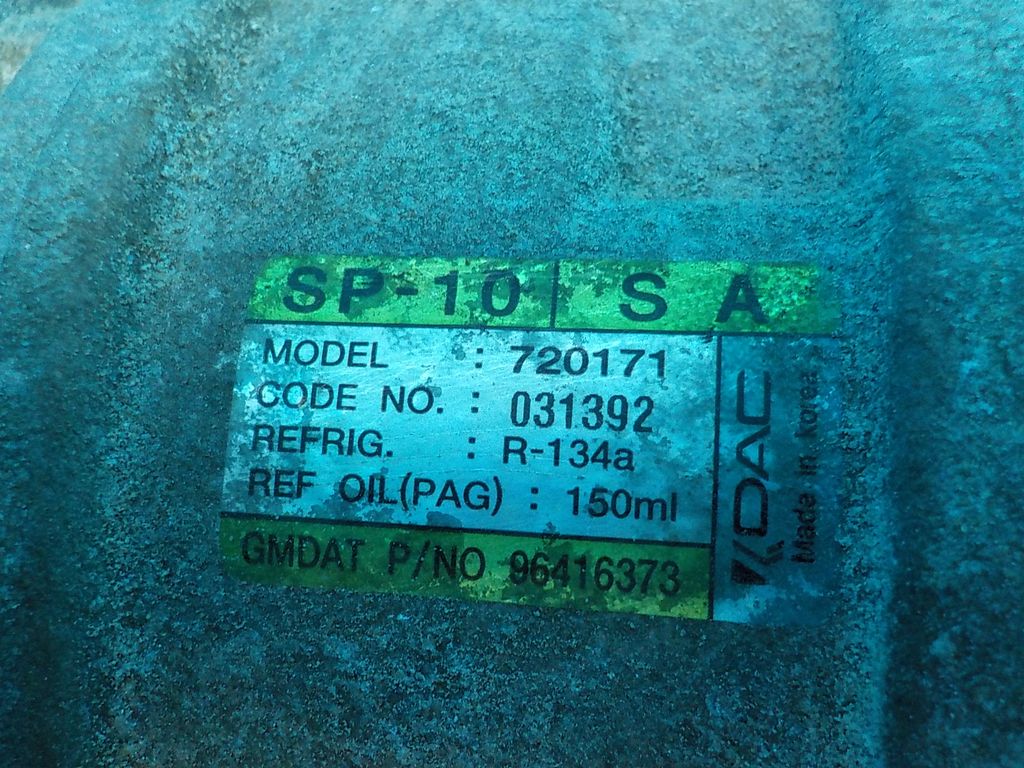 SP-10 S A
MODEL : 720171
CODE NO. : 031392
REFRIG. : R-134a
REF OIL(PAG) : 150ml
GMDAT P/NO 96416373
KDAC
Made in korea